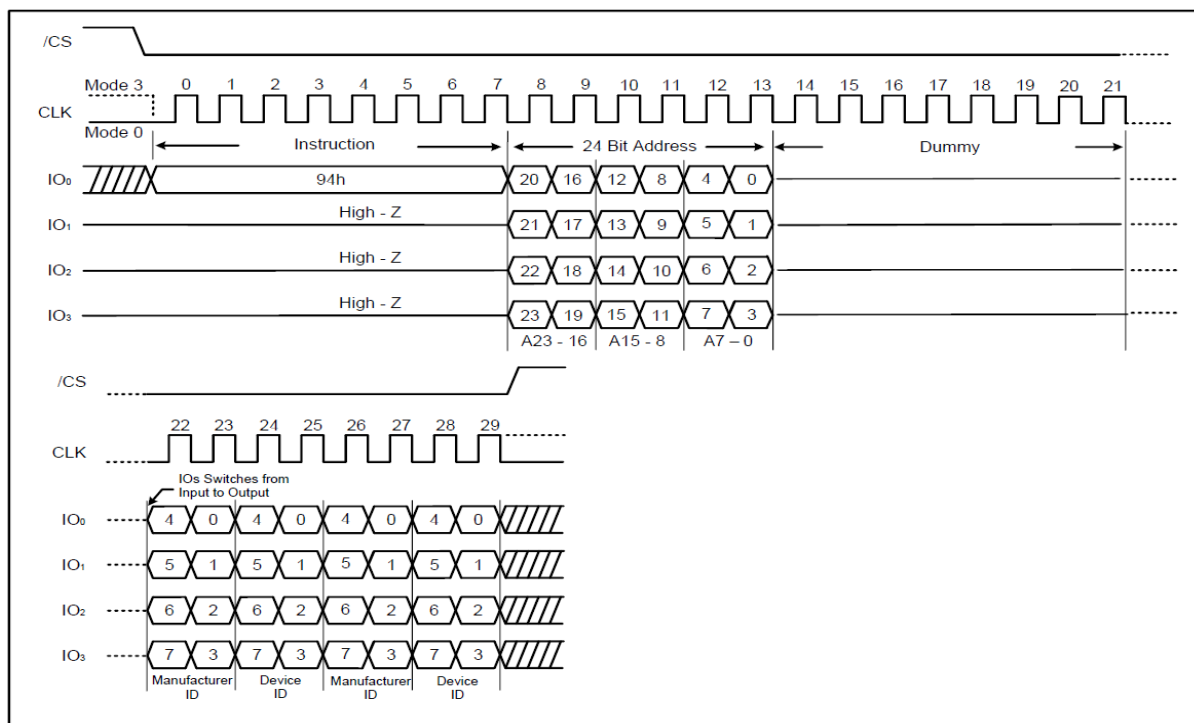 /CS
Mode 3 0 1 2 3 4 5 6 7 8 9 10 11 12 13 14 15 16 17 18 19 20 21
CLK
Mode 0
Instruction 24 Bit Address Dummy
IO₀ 94h 20 16 12 8 4 0
IO₁ High - Z 21 17 13 9 5 1
IO₂ High - Z 22 18 14 10 6 2
IO₃ High - Z 23 19 15 11 7 3
A23 - 16 A15 - 8 A7 – 0
/CS
22 23 24 25 26 27 28 29
CLK
IOs Switches from
Input to Output
IO₀ 4 0 4 0 4 0 4 0
IO₁ 5 1 5 1 5 1 5 1
IO₂ 6 2 6 2 6 2 6 2
IO₃ 7 3 7 3 7 3 7 3
Manufacturer Device Manufacturer Device
ID ID ID ID